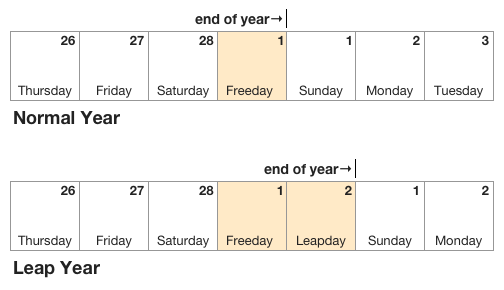 end of year→
26 27 28 1 1 2 3
Thursday Friday Saturday Freeday Sunday Monday Tuesday
Normal Year
end of year→
26 27 28 1 2 1 2
Thursday Friday Saturday Freeday Leapday Sunday Monday
Leap Year